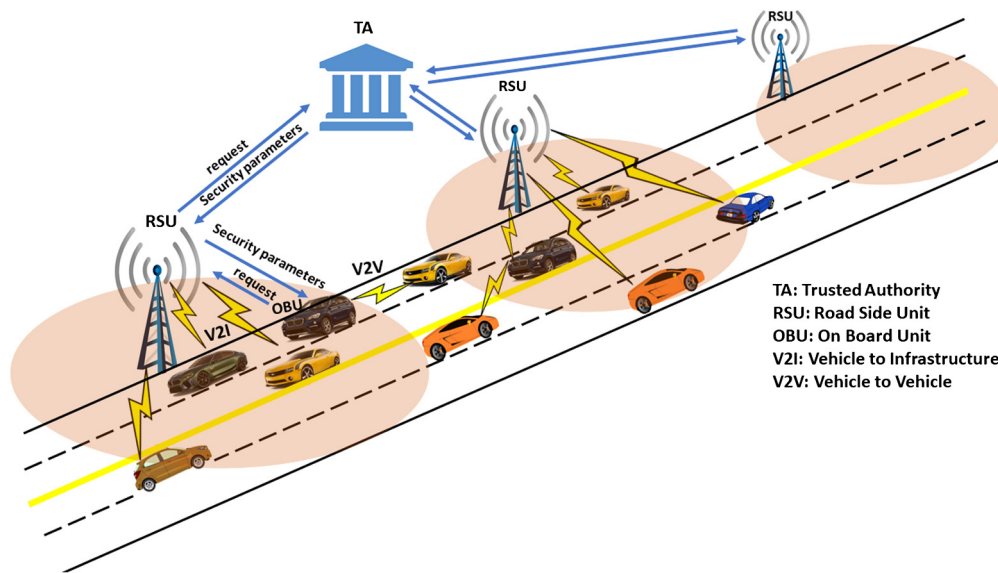 RSU
TA
RSU
request
Security parameters
RSU
Security parameters
request
OBU
V2V
V2I
TA: Trusted Authority
RSU: Road Side Unit
OBU: On Board Unit
V2I: Vehicle to Infrastructure
V2V: Vehicle to Vehicle